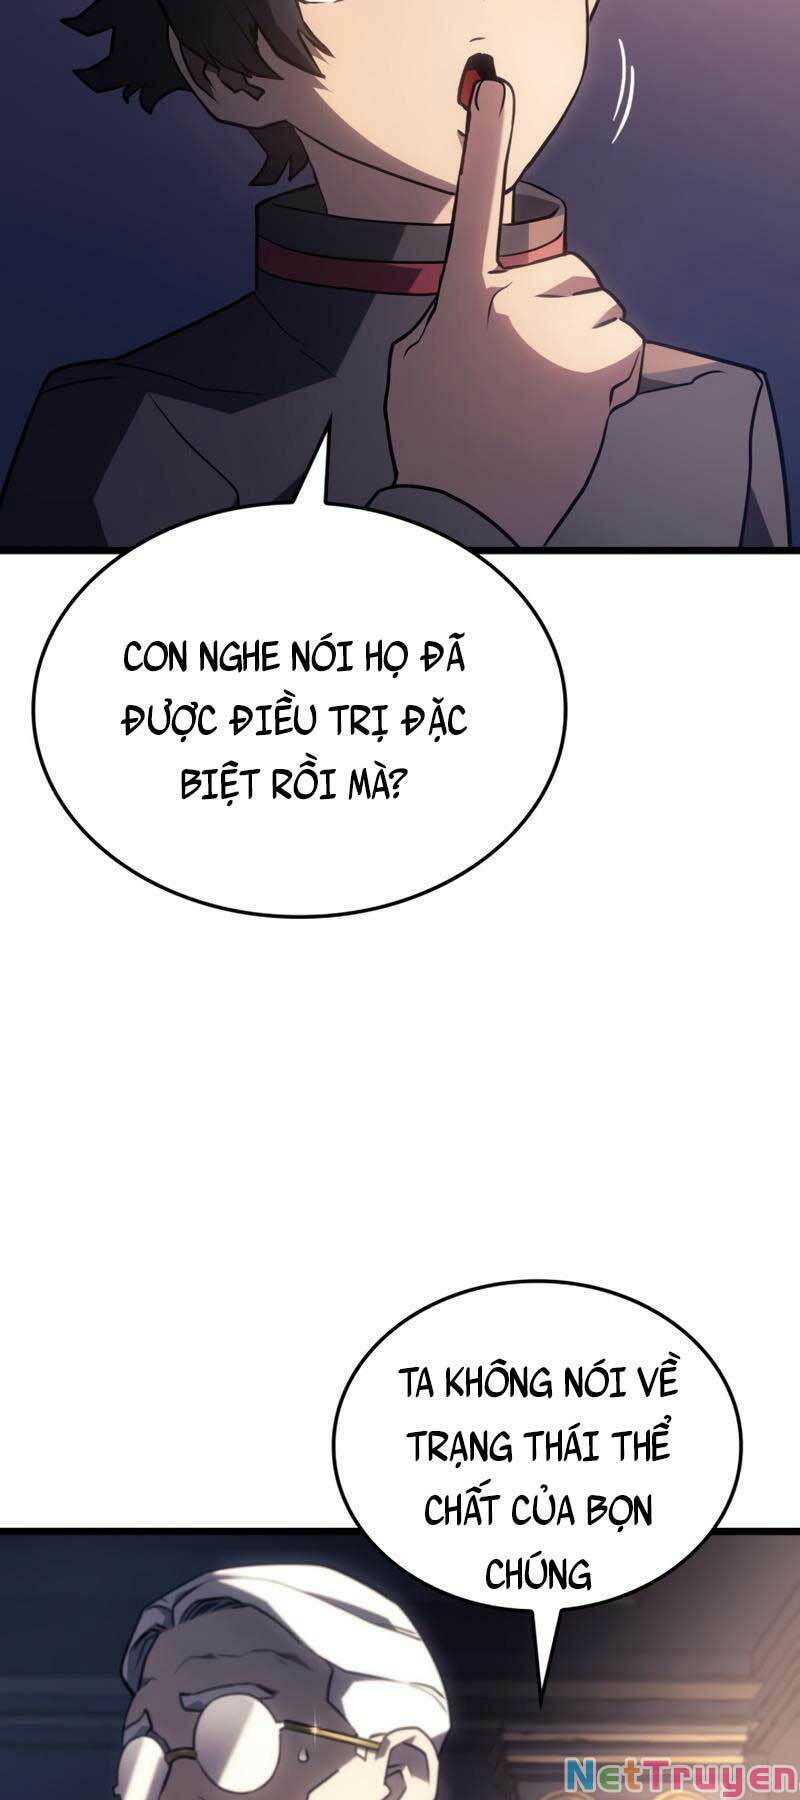 CON NGHE NÓI HỌ ĐÃ
ĐƯỢC ĐIỀU TRỊ ĐẶC
BIỆT RỒI MÀ?
TA KHÔNG NÓI VỀ
TRẠNG THÁI THỂ
CHẤT CỦA BỌN
CHÚNG
NetTruyen